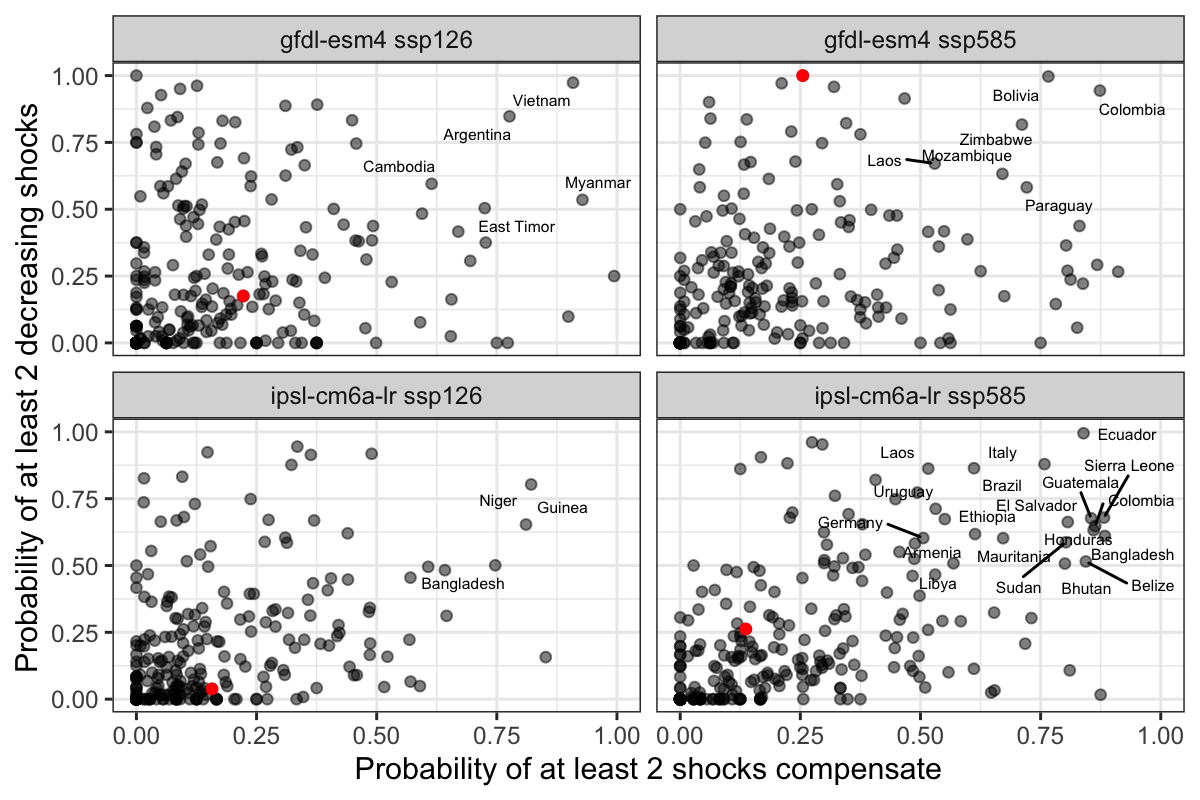 gfdl-esm4 ssp126
gfdl-esm4 ssp585
1.00
0.75
0.50
0.25
0.00
Vietnam
Argentina
Cambodia
Myanmar
East Timor
Bolivia
Colombia
Zimbabwe
Laos
Mozambique
Paraguay
ipsl-cm6a-lr ssp126
ipsl-cm6a-lr ssp585
1.00
0.75
0.50
0.25
0.00
Niger
Guinea
Bangladesh
Ecuador
Laos
Italy
Sierra Leone
Guatemala
Brazil
Uruguay
Colombia
El Salvador
Ethiopia
Germany
Honduras
Armenia
Mauritania
Bangladesh
Libya
Sudan
Bhutan
Belize
0.00
0.25
0.50
0.75
1.00
0.00
0.25
0.50
0.75
1.00
Probability of at least 2 shocks compensate
Probability of at least 2 decreasing shocks